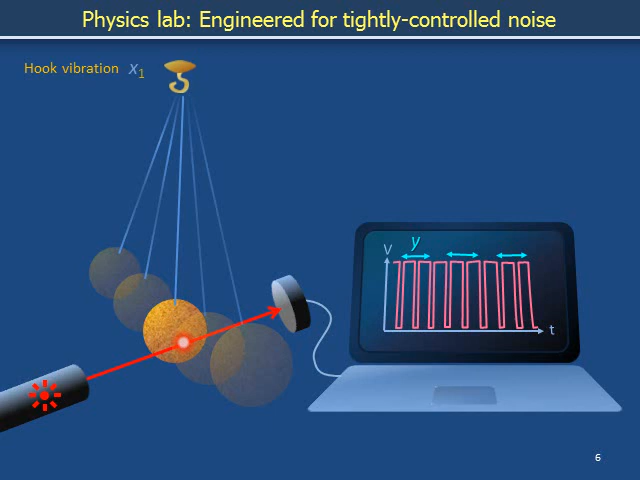 Physics lab: Engineered for tightly-controlled noise
Hook vibration x₁
V
y
t
6